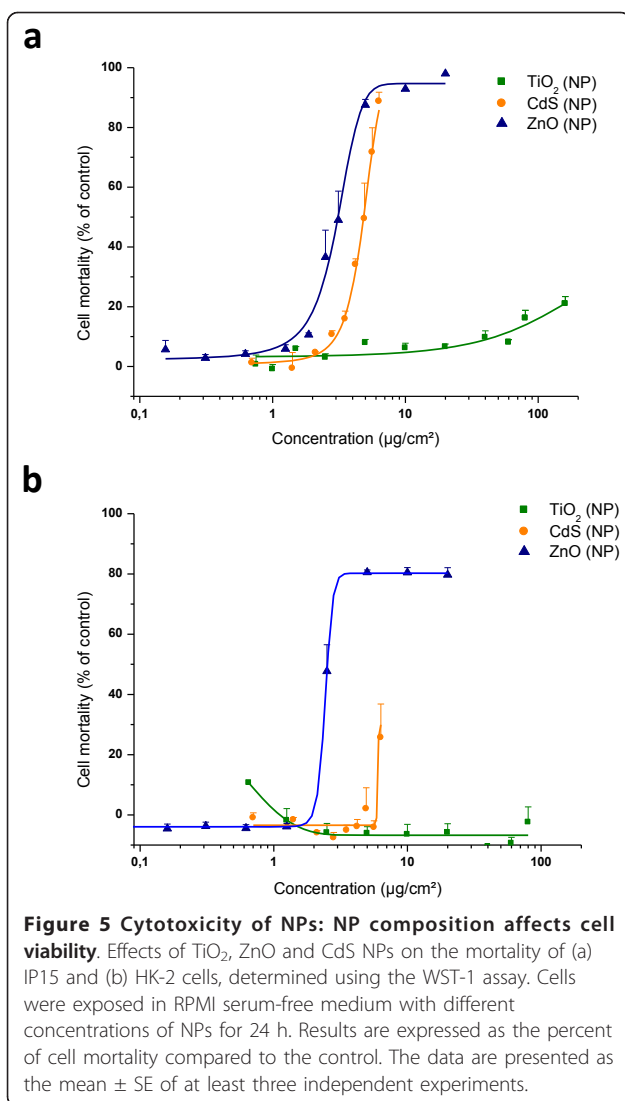 a
100
80
60
40
20
0
Cell mortality (% of control)
TiO₂ (NP)
CdS (NP)
ZnO (NP)
0,1 1 10 100
Concentration (µg/cm²)
b
100
80
60
40
20
0
Cell mortality (% of control)
TiO₂ (NP)
CdS (NP)
ZnO (NP)
0,1 1 10 100
Concentration (µg/cm²)
Figure 5 Cytotoxicity of NPs: NP composition affects cell
viability. Effects of TiO₂, ZnO and CdS NPs on the mortality of (a)
IP15 and (b) HK-2 cells, determined using the WST-1 assay. Cells
were exposed in RPMI serum-free medium with different
concentrations of NPs for 24 h. Results are expressed as the percent
of cell mortality compared to the control. The data are presented as
the mean ± SE of at least three independent experiments.